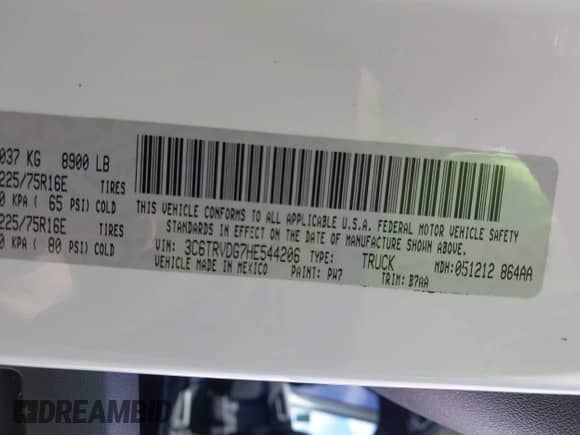 037 KG 8900 LB
225/75R16E TIRES
0 KPA ( 65 PSI) COLD
225/75R16E TIRES
0 KPA ( 80 PSI) COLD
THIS VEHICLE CONFORMS TO ALL APPLICABLE U.S.A. FEDERAL MOTOR VEHICLE SAFETY
STANDARDS IN EFFECT ON THE DATE OF MANUFACTURE SHOWN ABOVE.
VIN: 3C6TRVDG7HE544206 TYPE: TRUCK MDH: 051212 864AA
VEHICLE MADE IN MEXICO PAINT: PW7 TRIM: B7AA
DREAMBID